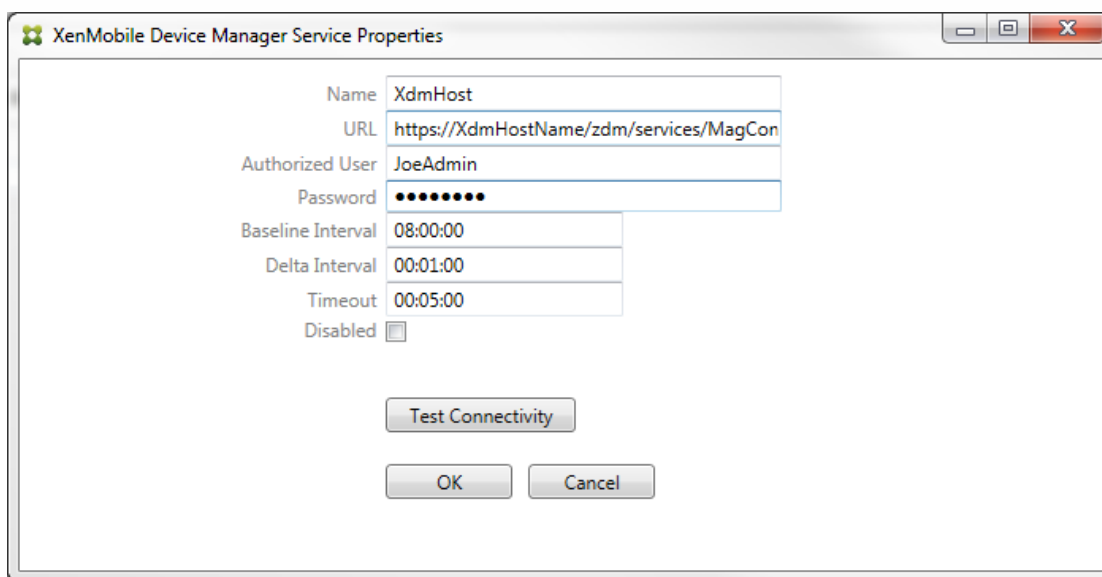 XenMobile Device Manager Service Properties
Name XdmHost
URL https://XdmHostName/zdm/services/MagCon
Authorized User JoeAdmin
Password ●●●●●●●●
Baseline Interval 08:00:00
Delta Interval 00:01:00
Timeout 00:05:00
Disabled
Test Connectivity
OK Cancel